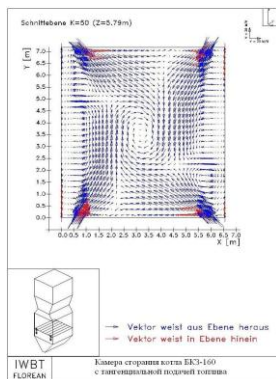 Schnittebene K=50 (Z=5.79m)
Y [m]
7.0
6.5
6.0
5.5
5.0
4.5
4.0
3.5
3.0
2.5
2.0
1.5
1.0
0.5
0.0
0.0 0.5 1.0 1.5 2.0 2.5 3.0 3.5 4.0 4.5 5.0 5.5 6.0 6.5 7.0
X [m]
Vektor weist aus Ebene heraus
Vektor weist in Ebene hinein
IWBT
FLOREAN
Камера сгорания котла БКЗ-160
с тангенциальной подачей топлива